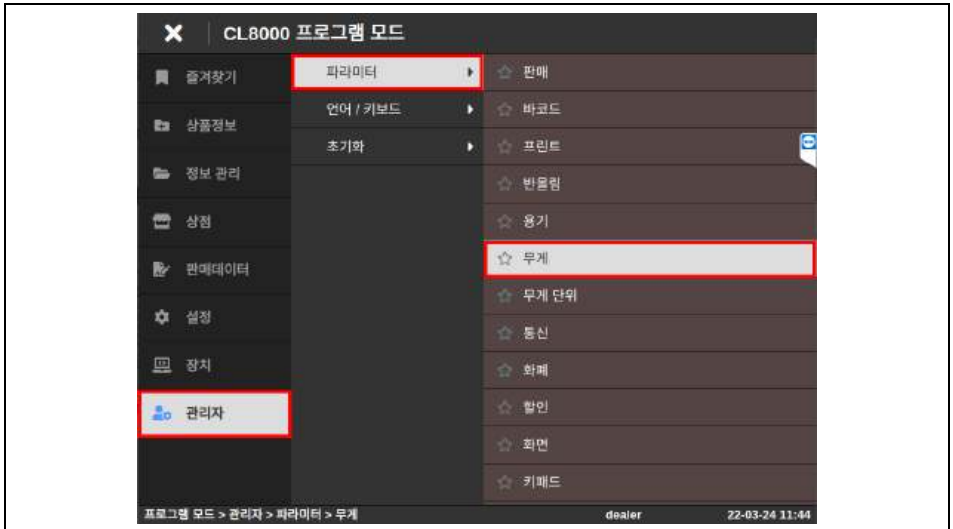 CL8000 프로그램 모드
즐겨찾기
상품정보
정보 관리
상점
판매데이터
설정
장치
관리자
파라미터
언어 / 키보드
초기화
판매
바코드
프린트
반올림
용기
무게
무게 단위
통신
화폐
할인
화면
키패드
프로그램 모드 > 관리자 > 파라미터 > 무게 dealer 22-03-24 11:44